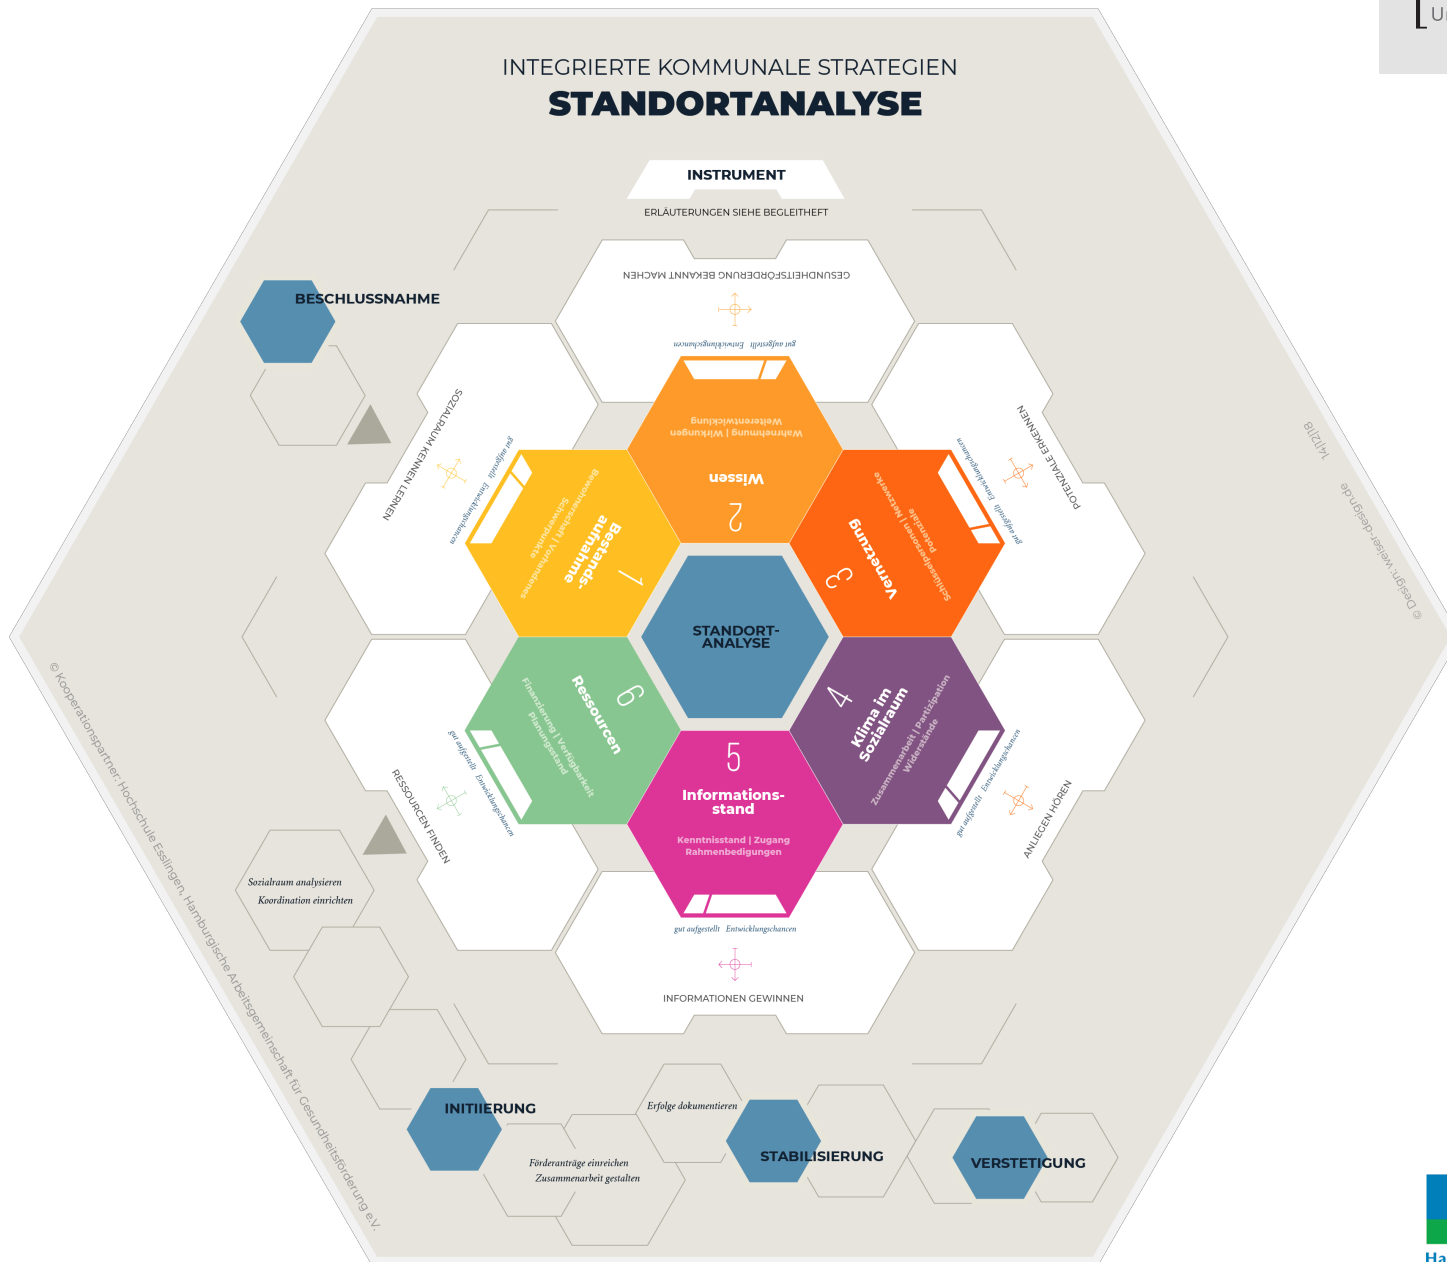 INTEGRIERTE KOMMUNALE STRATEGIEN
STANDORTANALYSE
INSTRUMENT
ERLÄUTERUNGEN SIEHE BEGLEITHEFT
BESCHLUSSNAHME
GESUNDHEITSFÖRDERUNG BEKANNT MACHEN
gut aufgestellt Entwicklungschancen
Wahrnehmung | Wirkungen
Weiterentwicklung
Wissen
2
SOZIALRAUM KENNEN LERNEN
Entwicklungschancen gut aufgestellt
Bewohnerschaft | Vorhandenes
Schwerpunkte
Bestands-
aufnahme
1
POTENZIALE ERKENNEN
gut aufgestellt Entwicklungschancen
Schlüsselpersonen | Netzwerke
Potenziale
Vernetzung
3
STANDORT-
ANALYSE
4
Klima im
Sozialraum
Zusammenarbeit | Partizipation
Widerstände
gut aufgestellt Entwicklungschancen
ANLIEGEN HÖREN
5
Informations-
stand
Kenntnisstand | Zugang
Rahmenbedigungen
gut aufgestellt Entwicklungschancen
INFORMATIONEN GEWINNEN
6
Ressourcen
Finanzierung | Verfügbarkeit
Planungsstand
gut aufgestellt Entwicklungschancen
RESSOURCEN FINDEN
Sozialraum analysieren
Koordination einrichten
INITIIERUNG
Förderanträge einreichen
Zusammenarbeit gestalten
Erfolge dokumentieren
STABILISIERUNG
VERSTETIGUNG
© Kooperationspartner: Hochschule Esslingen, Hamburgische Arbeitsgemeinschaft für Gesundheitsförderung e.V.
14|12|18
© Design: weiser-design.de
Ha